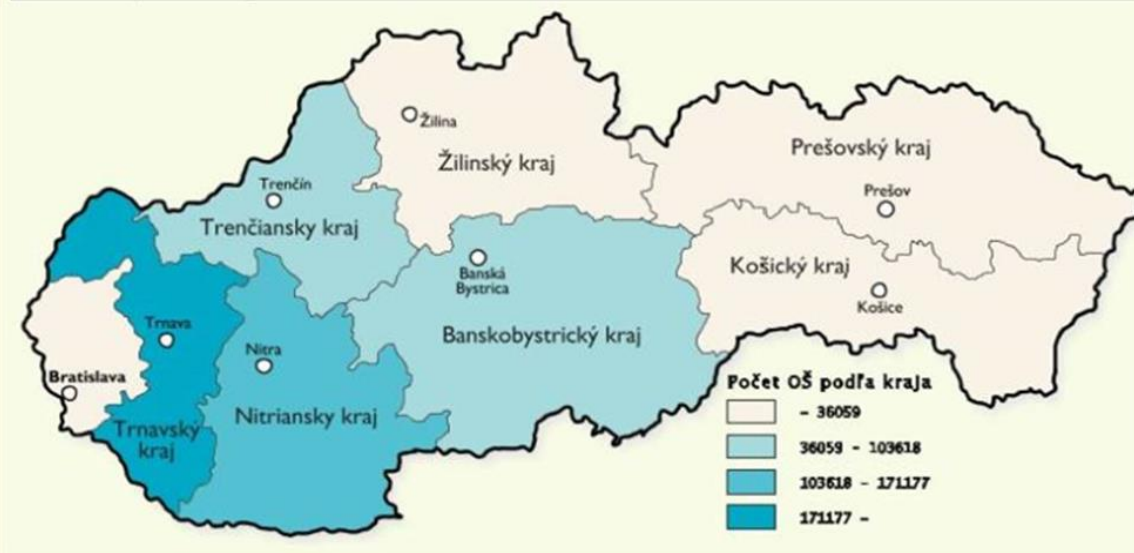 Žilina
Žilinský kraj
Prešovský kraj
Prešov
Trenčín
Trenčiansky kraj
Košický kraj
Košice
Banská
Bystrica
Banskobystrický kraj
Trnava
Nitra
Bratislava
Nitriansky kraj
Trnavský
kraj
Počet OŠ podľa kraja
- 36059
36059 - 103618
103618 - 171177
171177 -